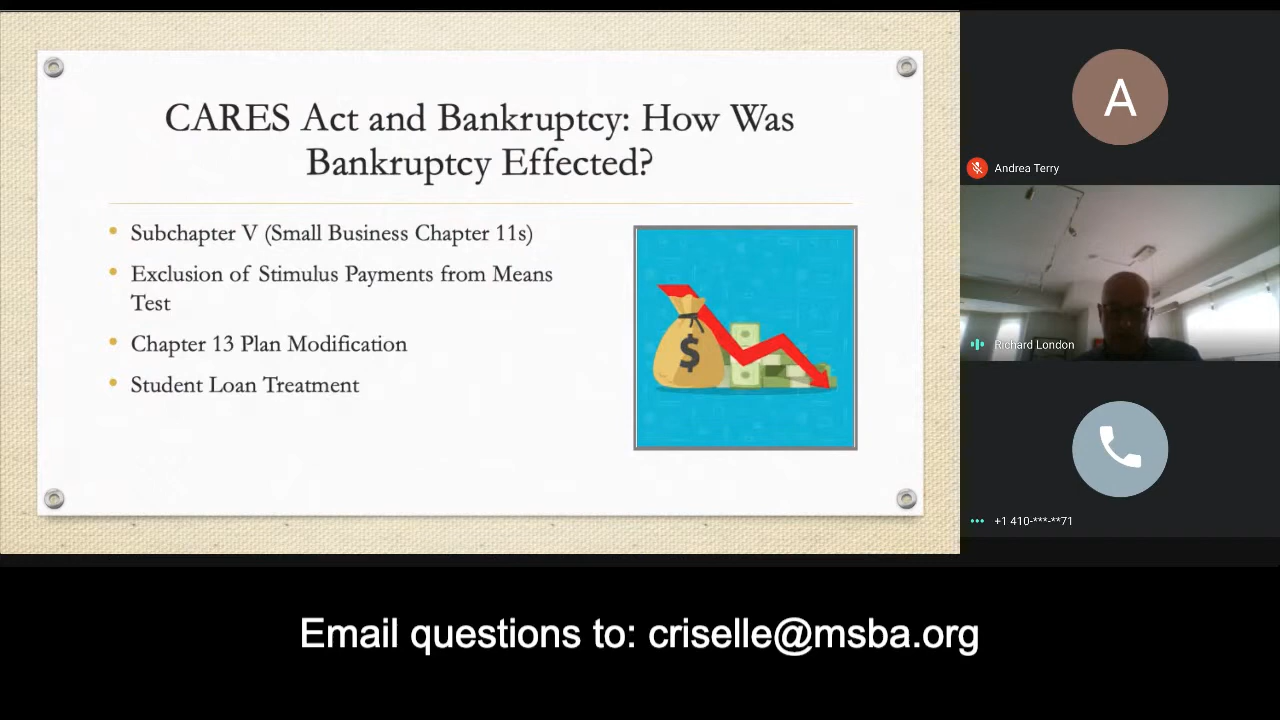 CARES Act and Bankruptcy: How Was
Bankruptcy Effected?
• Subchapter V (Small Business Chapter 11s)
• Exclusion of Stimulus Payments from Means
Test
• Chapter 13 Plan Modification
• Student Loan Treatment
$
A
Andrea Terry
Richard London
+1 410-***-**71
Email questions to: criselle@msba.org